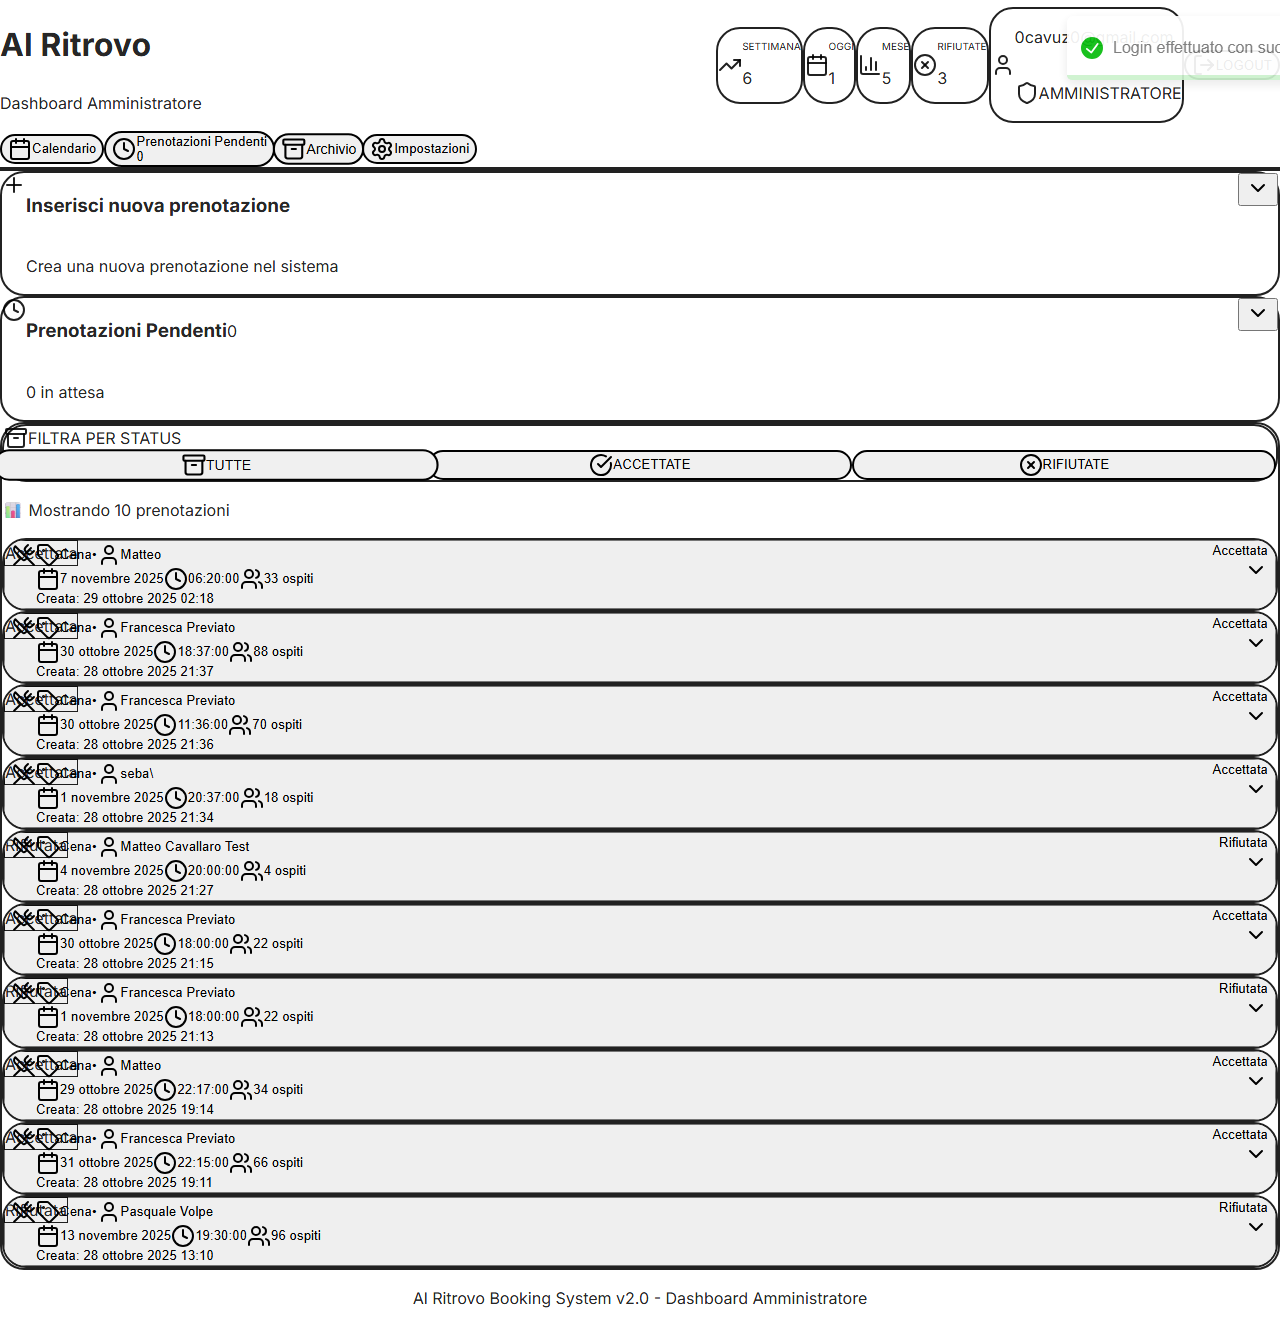 Al Ritrovo
Dashboard Amministratore
SETTIMANA
6
OGGI
1
MESE
5
RIFIUTATE
3
0cavuz
AMMINISTRATORE
LOGOUT
Login effettuato con suc
Calendario
Prenotazioni Pendenti
0
Archivio
Impostazioni
Inserisci nuova prenotazione
Crea una nuova prenotazione nel sistema
Prenotazioni Pendenti 0
0 in attesa
FILTRA PER STATUS
TUTTE
ACCETTATE
RIFIUTATE
Mostrando 10 prenotazioni
Accettata Cena • Matteo Accettata
7 novembre 2025 06:20:00 33 ospiti
Creata: 29 ottobre 2025 02:18
Accettata Cena • Francesca Previato Accettata
30 ottobre 2025 18:37:00 88 ospiti
Creata: 28 ottobre 2025 21:37
Accettata Cena • Francesca Previato Accettata
30 ottobre 2025 11:36:00 70 ospiti
Creata: 28 ottobre 2025 21:36
Accettata Cena • seba\ Accettata
1 novembre 2025 20:37:00 18 ospiti
Creata: 28 ottobre 2025 21:34
Rifiutata Cena • Matteo Cavallaro Test Rifiutata
4 novembre 2025 20:00:00 4 ospiti
Creata: 28 ottobre 2025 21:27
Accettata Cena • Francesca Previato Accettata
30 ottobre 2025 18:00:00 22 ospiti
Creata: 28 ottobre 2025 21:15
Rifiutata Cena • Francesca Previato Rifiutata
1 novembre 2025 18:00:00 22 ospiti
Creata: 28 ottobre 2025 21:13
Accettata Cena • Matteo Accettata
29 ottobre 2025 22:17:00 34 ospiti
Creata: 28 ottobre 2025 19:14
Accettata Cena • Francesca Previato Accettata
31 ottobre 2025 22:15:00 66 ospiti
Creata: 28 ottobre 2025 19:11
Rifiutata Cena • Pasquale Volpe Rifiutata
13 novembre 2025 19:30:00 96 ospiti
Creata: 28 ottobre 2025 13:10
Al Ritrovo Booking System v2.0 - Dashboard Amministratore